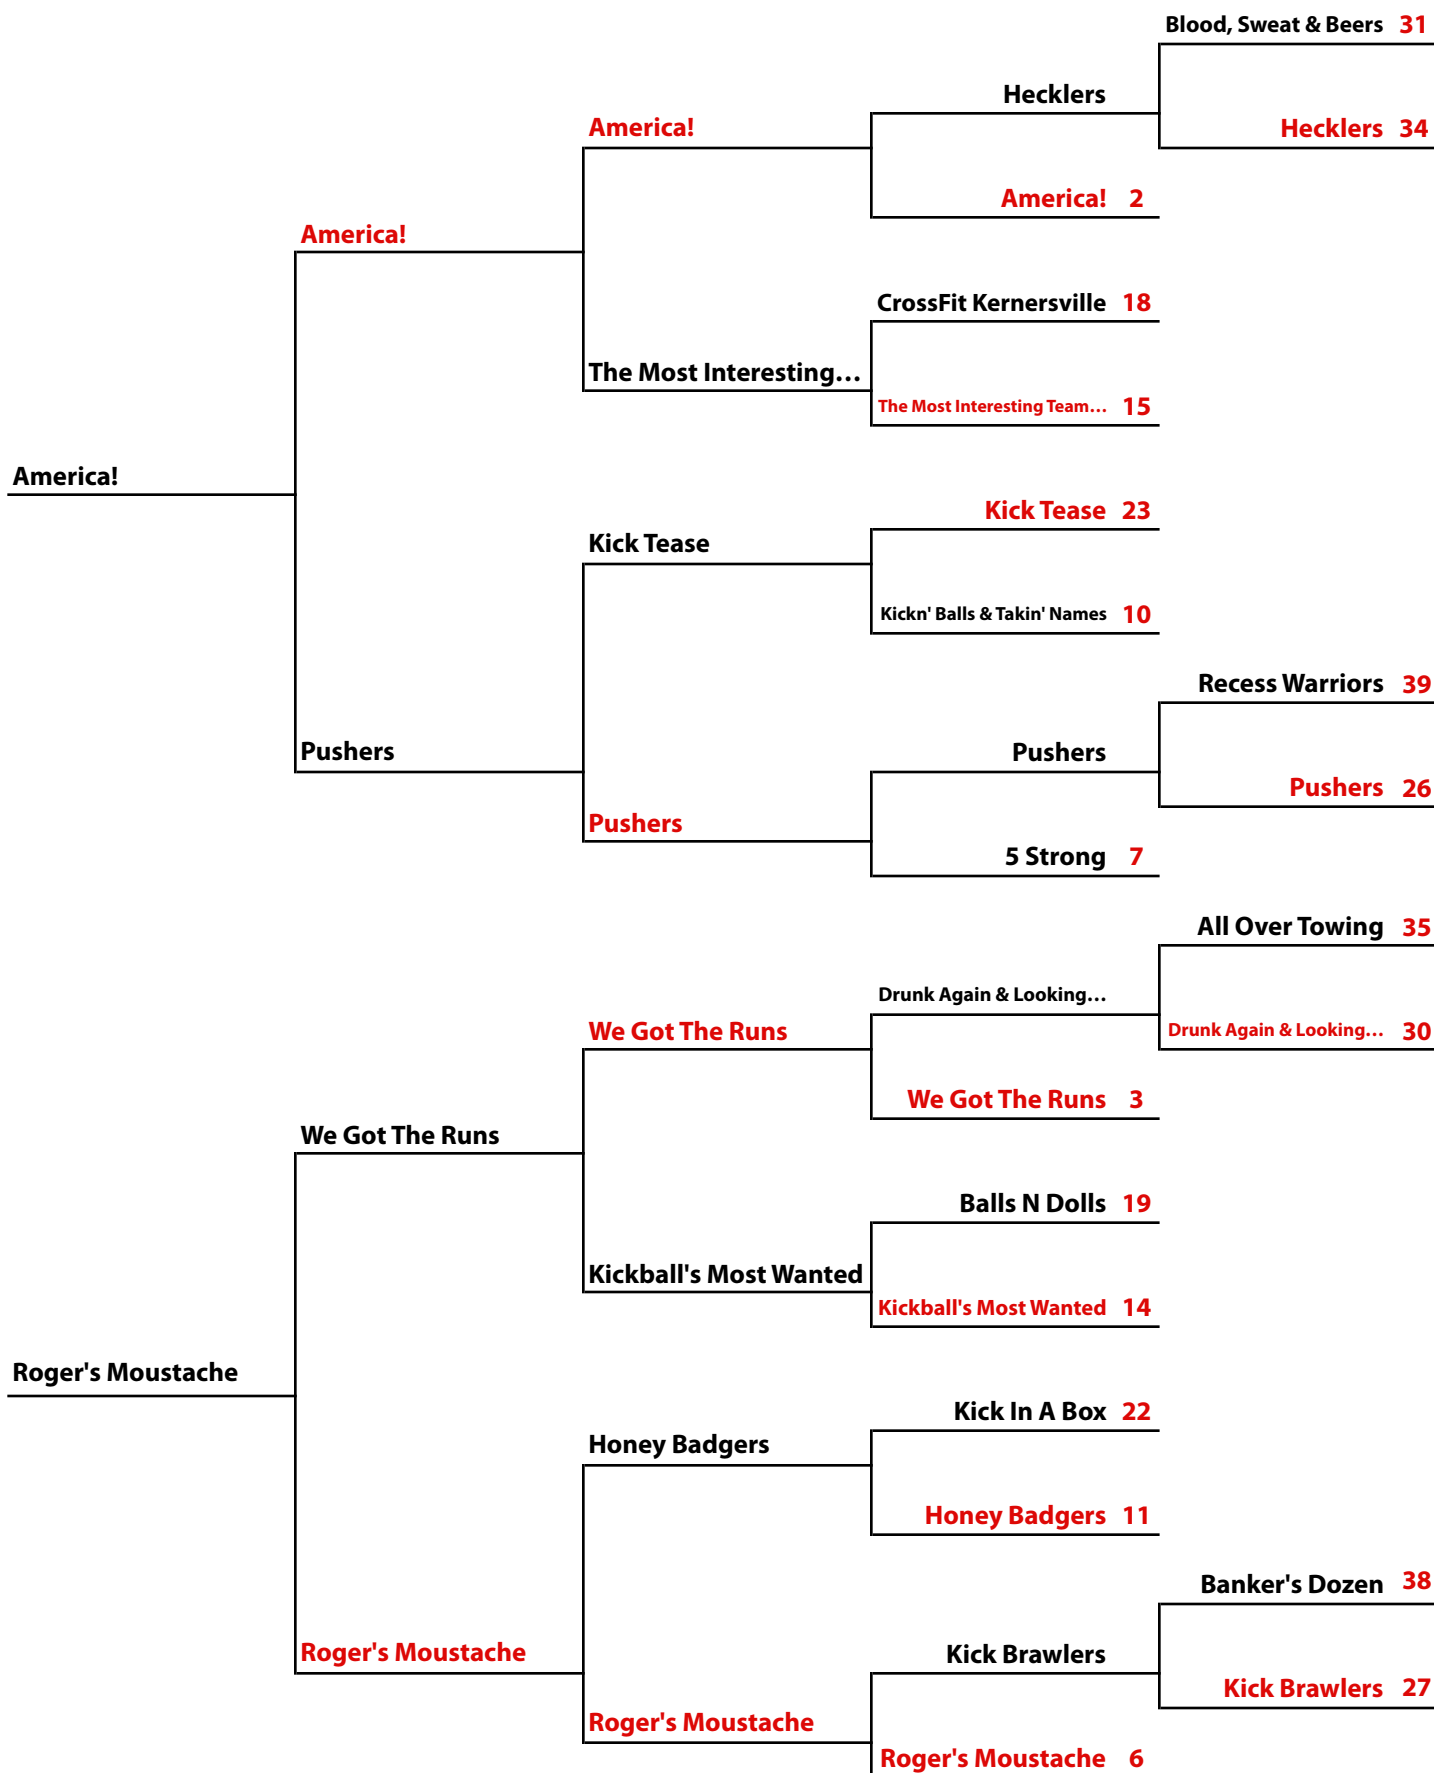 Blood, Sweat & Beers 31
Hecklers
America!
Hecklers 34
America! 2
America!
CrossFit Kernersville 18
The Most Interesting...
The Most Interesting Team... 15
America!
Kick Tease 23
Kick Tease
Kickn' Balls & Takin' Names 10
Recess Warriors 39
Pushers
Pushers
Pushers 26
Pushers
5 Strong 7
All Over Towing 35
Drunk Again & Looking...
We Got The Runs
Drunk Again & Looking... 30
We Got The Runs 3
We Got The Runs
Balls N Dolls 19
Kickball's Most Wanted
Kickball's Most Wanted 14
Roger's Moustache
Kick In A Box 22
Honey Badgers
Honey Badgers 11
Banker's Dozen 38
Roger's Moustache
Kick Brawlers
Kick Brawlers 27
Roger's Moustache
Roger's Moustache 6